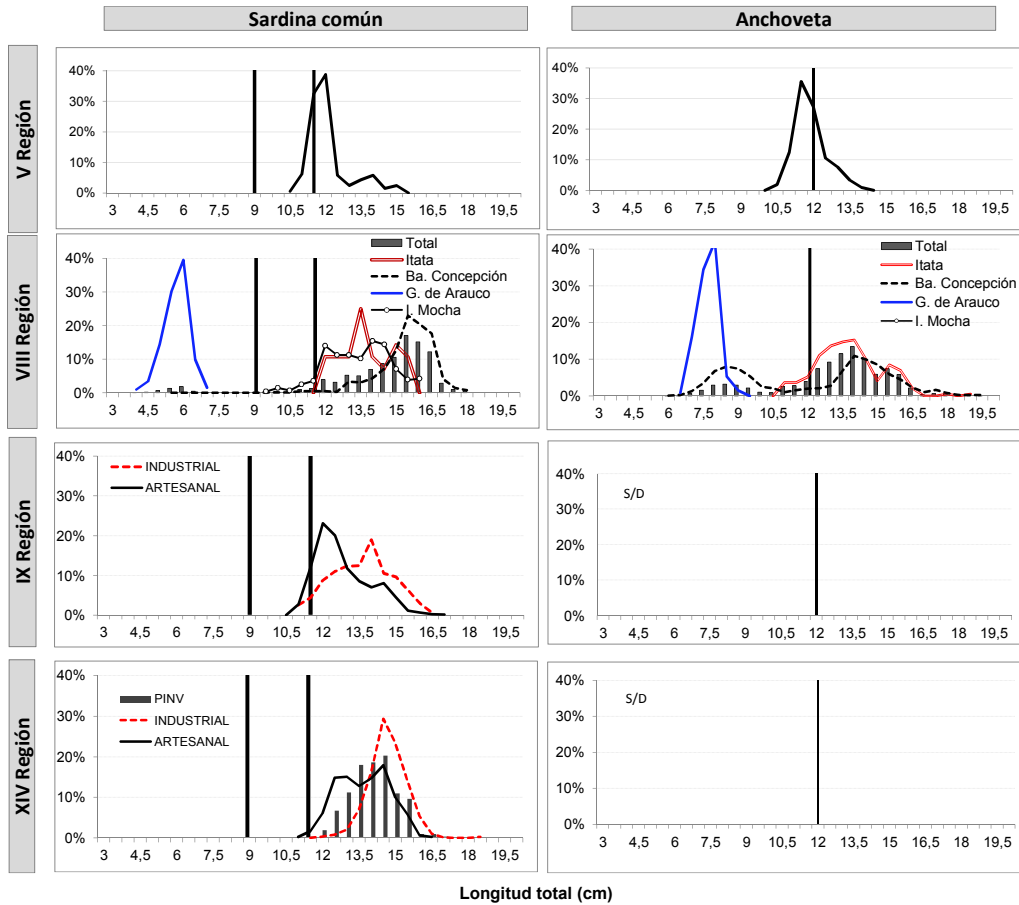 Sardina común
Anchoveta
V Región
40%
30%
20%
10%
0%
3 4,5 6 7,5 9 10,5 12 13,5 15 16,5 18 19,5
40%
30%
20%
10%
0%
3 4,5 6 7,5 9 10,5 12 13,5 15 16,5 18 19,5
VIII Región
40%
30%
20%
10%
0%
Total
Itata
Ba. Concepción
G. de Arauco
I. Mocha
3 4,5 6 7,5 9 10,5 12 13,5 15 16,5 18 19,5
40%
30%
20%
10%
0%
Total
Itata
Ba. Concepción
G. de Arauco
I. Mocha
3 4,5 6 7,5 9 10,5 12 13,5 15 16,5 18 19,5
IX Región
40%
30%
20%
10%
0%
INDUSTRIAL
ARTESANAL
3 4,5 6 7,5 9 10,5 12 13,5 15 16,5 18 19,5
40%
30%
20%
10%
0%
S/D
3 4,5 6 7,5 9 10,5 12 13,5 15 16,5 18 19,5
XIV Región
40%
30%
20%
10%
0%
PINV
INDUSTRIAL
ARTESANAL
3 4,5 6 7,5 9 10,5 12 13,5 15 16,5 18 19,5
40%
30%
20%
10%
0%
S/D
3 4,5 6 7,5 9 10,5 12 13,5 15 16,5 18 19,5
Longitud total (cm)